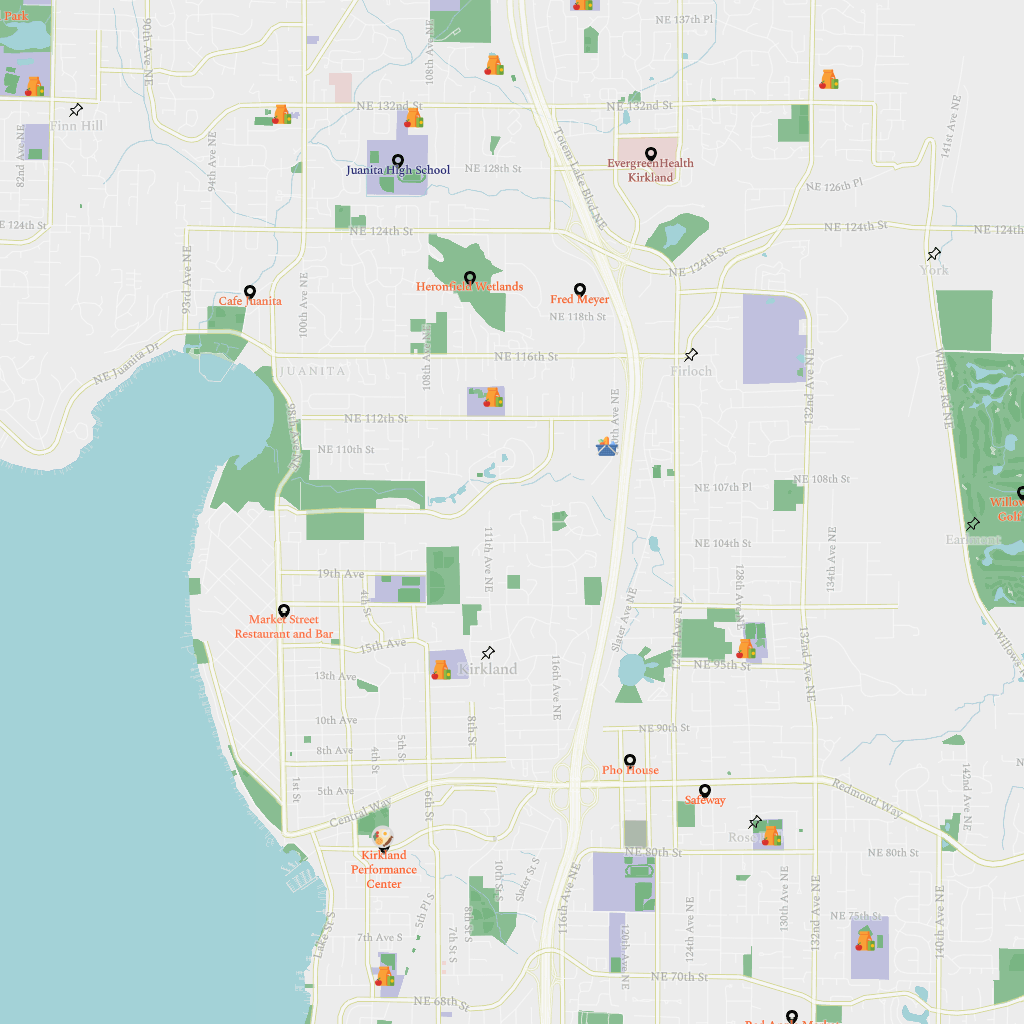 Park
NE 137th Pl
90th Ave NE
108th Ave NE
NE 132nd St
NE 132nd St
Finn Hill
82nd Ave NE
94th Ave NE
Juanita High School
NE 128th St
Totem Lake Blvd NE
EvergreenHealth
Kirkland
141st Ave NE
NE 126th Pl
NE 124th St
NE 124th St
NE 124th St
NE 124th St
NE 124th
York
93rd Ave NE
Cafe Juanita
100th Ave NE
Heronfield Wetlands
Fred Meyer
NE 118th St
NE Juanita Dr
JUANITA
108th Ave NE
NE 116th St
Firloch
132nd Ave NE
Willows Rd NE
98th Ave NE
NE 112th St
NE 110th St
NE 107th Pl
NE 108th St
Earlmont
111th Ave NE
NE 104th St
134th Ave NE
19th Ave
4th St
128th Ave NE
Slater Ave NE
124th Ave NE
132nd Ave NE
Market Street
Restaurant and Bar
15th Ave
Kirkland
116th Ave NE
NE 95th St
13th Ave
10th Ave
8th St
5th St
4th St
8th Ave
NE 90th St
Pho House
Safeway
1st St
5th Ave
6th St
Central Way
Redmond Way
142nd Ave NE
Kirkland
Performance
Center
NE 80th St
NE 80th St
10th St S
Slater St S
116th Ave NE
5th Pl S
8th St S
7th St S
7th Ave S
Lake St S
120th Ave NE
124th Ave NE
130th Ave NE
132nd Ave NE
NE 75th St
140th Ave NE
NE 70th St
NE 68th St